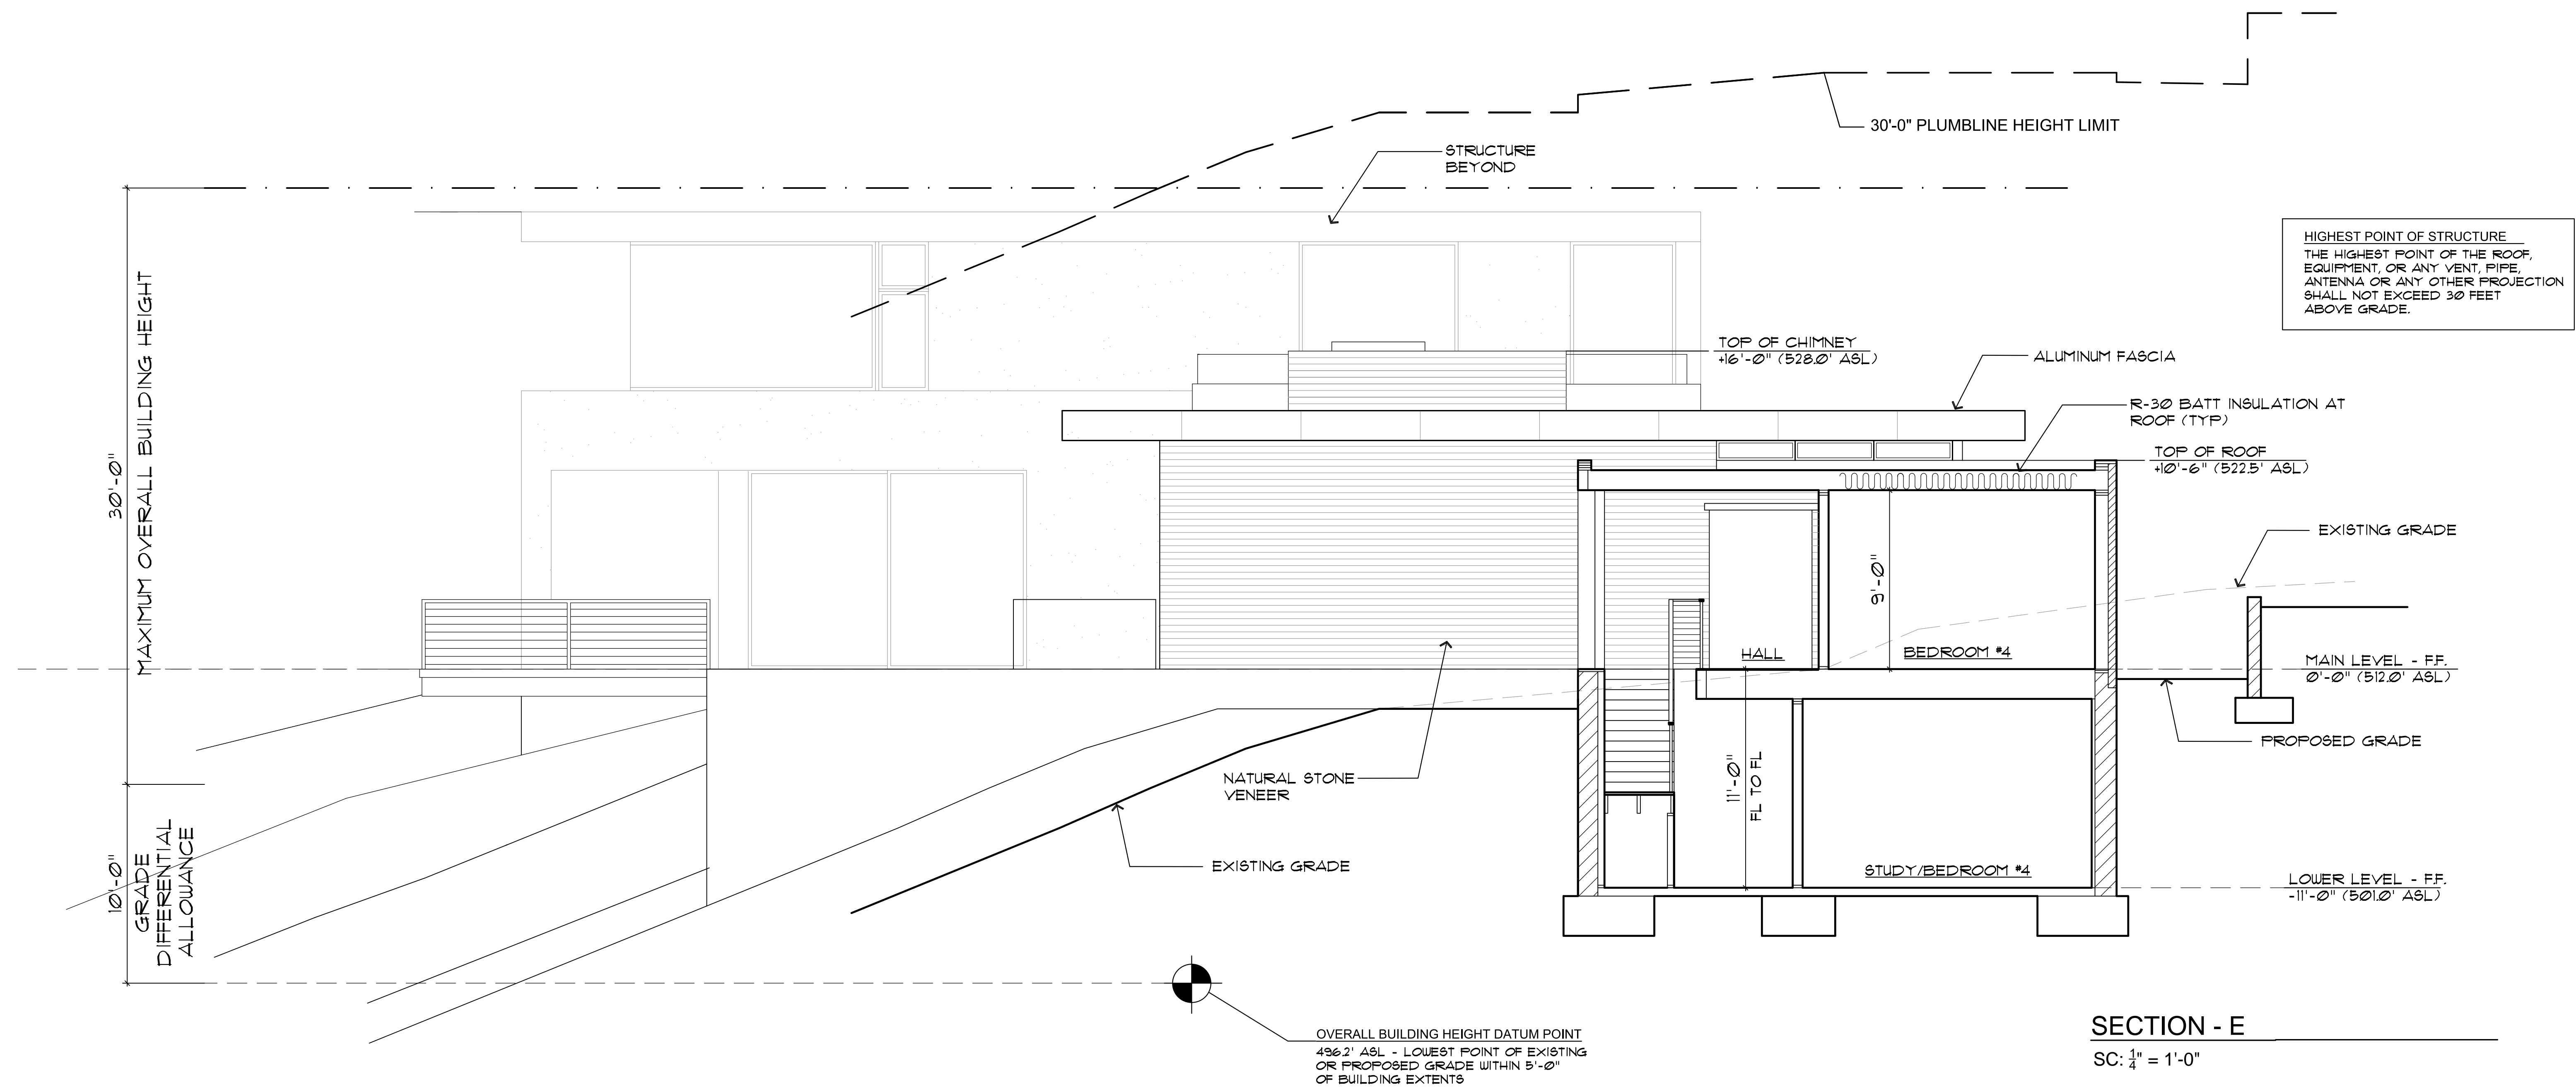 30'-0" PLUMBLINE HEIGHT LIMIT
STRUCTURE
BEYOND
HIGHEST POINT OF STRUCTURE
THE HIGHEST POINT OF THE ROOF,
EQUIPMENT, OR ANY VENT, PIPE,
ANTENNA OR ANY OTHER PROJECTION
SHALL NOT EXCEED 30 FEET
ABOVE GRADE.
30'-0"
MAXIMUM OVERALL BUILDING HEIGHT
TOP OF CHIMNEY
+16'-0" (528.0' ASL)
ALUMINUM FASCIA
R-30 BATT INSULATION AT
ROOF (TYP)
TOP OF ROOF
+10'-6" (522.5' ASL)
EXISTING GRADE
9'-0"
HALL
BEDROOM #4
MAIN LEVEL - F.F.
0'-0" (512.0' ASL)
PROPOSED GRADE
NATURAL STONE
VENEER
11'-0"
FL TO FL
10'-0"
GRADE
DIFFERENTIAL
ALLOWANCE
EXISTING GRADE
STUDY/BEDROOM #4
LOWER LEVEL - F.F.
-11'-0" (501.0' ASL)
OVERALL BUILDING HEIGHT DATUM POINT
496.2' ASL - LOWEST POINT OF EXISTING
OR PROPOSED GRADE WITHIN 5'-0"
OF BUILDING EXTENTS
SECTION - E
SC: 1/4" = 1'-0"